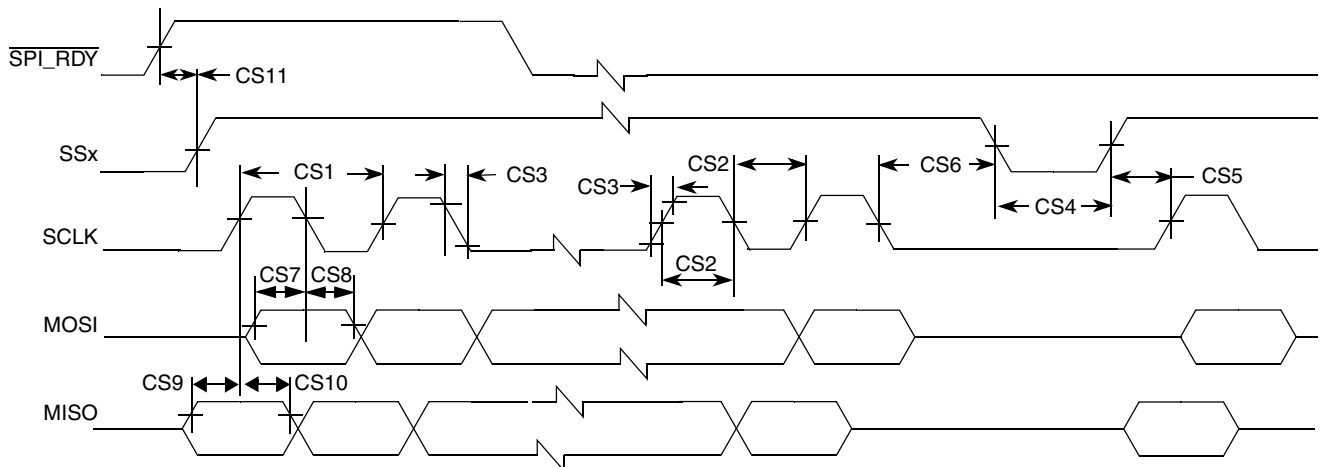 SPI_RDY
CS11
SSx
CS1
CS3
CS3
CS2
CS6
CS4
CS5
SCLK
CS2
CS7
CS8
MOSI
CS9
CS10
MISO